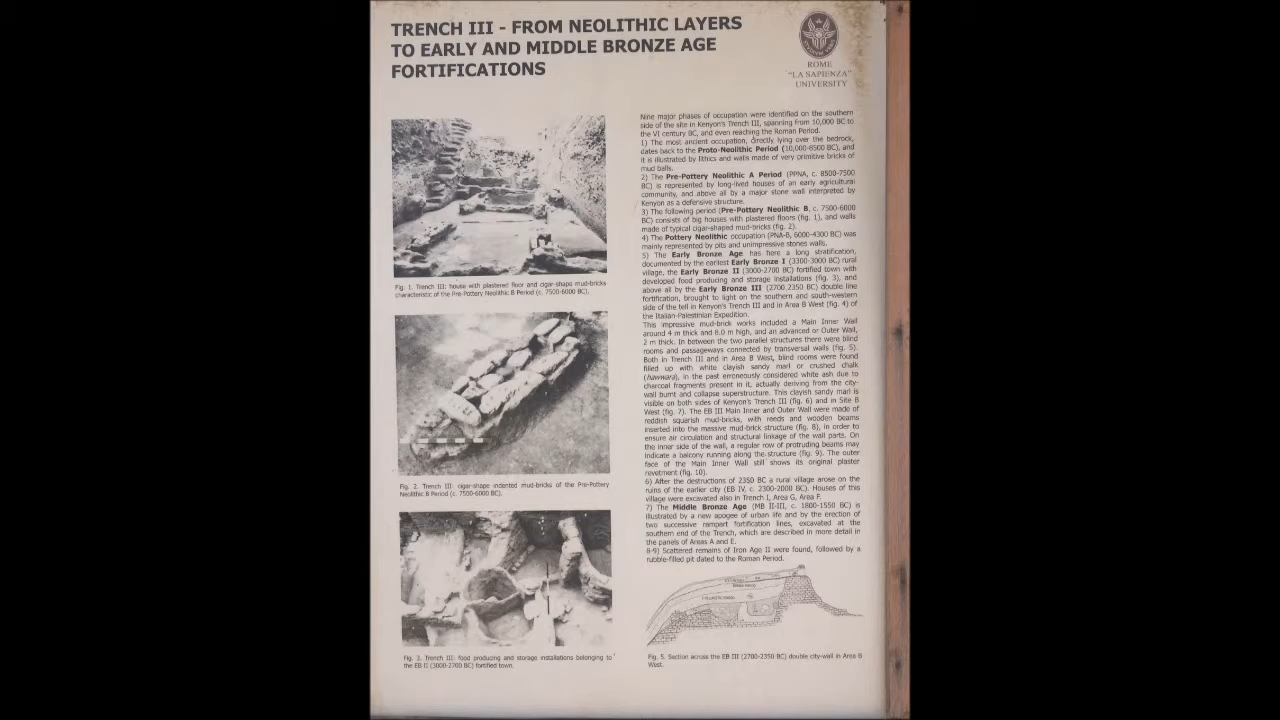 TRENCH III - FROM NEOLITHIC LAYERS
TO EARLY AND MIDDLE BRONZE AGE
FORTIFICATIONS
ROME
"LA SAPIENZA"
UNIVERSITY
Fig. 1. Trench III: house with plastered floor and cigar-shape mud-bricks
characteristic of the Pre-Pottery Neolithic B Period (c. 7500-6000 BC).
Fig. 2. Trench III: cigar-shape indented mud-bricks of the Pre-Pottery
Neolithic B Period (c. 7500-6000 BC).
Fig. 3. Trench III: food producing and storage installations belonging to
the EB II (3000-2700 BC) fortified town.
Nine major phases of occupation were identified on the southern
side of the site in Kenyon's Trench III, spanning from 10,000 BC to
the VI century BC, and even reaching the Roman Period.
1) The most ancient occupation, directly lying over the bedrock,
dates back to the Proto-Neolithic Period (10,000-8500 BC), and
it is illustrated by lithics and walls made of very primitive bricks of
mud balls.
2) The Pre-Pottery Neolithic A Period (PPNA, c. 8500-7500
BC) is represented by long-lived houses of an early agricultural
community, and above all by a major stone wall interpreted by
Kenyon as a defensive structure.
3) The following period (Pre-Pottery Neolithic B, c. 7500-6000
BC) consists of big houses with plastered floors (fig. 1), and walls
made of typical cigar-shaped mud-bricks (fig. 2).
4) The Pottery Neolithic occupation (PNA-B, 6000-4300 BC) was
mainly represented by pits and unimpressive stones walls.
5) The Early Bronze Age has here a long stratification,
documented by the earliest Early Bronze I (3300-3000 BC) rural
village, the Early Bronze II (3000-2700 BC) fortified town with
developed food producing and storage installations (fig. 3), and
above all by the Early Bronze III (2700 2350 BC) double line
fortification, brought to light on the southern and south-western
side of the tell in Kenyon's Trench III and in Area B West (fig. 4) of
the Italian-Palestinian Expedition.
This impressive mud-brick works included a Main Inner Wall
around 4 m thick and 8.0 m high, and an advanced or Outer Wall,
2 m thick. In between the two parallel structures there were blind
rooms and passageways connected by transversal walls (fig. 5).
Both in Trench III and in Area B West, blind rooms were found
filled up with white clayish sandy marl or crushed chalk
(hawwara), in the past erroneously considered white ash due to
charcoal fragments present in it, actually deriving from the city-
wall burnt and collapse superstructure. This clayish sandy marl is
visible on both sides of Kenyon's Trench III (fig. 6) and in Site B
West (fig. 7). The EB III Main Inner and Outer Wall were made of
reddish squarish mud-bricks, with reeds and wooden beams
inserted into the massive mud-brick structure (fig. 8), in order to
ensure air circulation and structural linkage of the wall parts. On
the inner side of the wall, a regular row of protruding beams may
indicate a balcony running along the structure (fig. 9). The outer
face of the Main Inner Wall still shows its original plaster
revetment (fig. 10).
6) After the destructions of 2350 BC a rural village arose on the
ruins of the earlier city (EB IV, c. 2300-2000 BC). Houses of this
village were excavated also in Trench I, Area G, Area F.
7) The Middle Bronze Age (MB II-III, c. 1800-1550 BC) is
illustrated by a new apogee of urban life and by the erection of
two successive rampart fortification lines, excavated at the
southern end of the Trench, which are described in more detail in
the panels of Areas A and E.
8-9) Scattered remains of Iron Age II were found, followed by a
rubble-filled pit dated to the Roman Period.
Fig. 5. Section across the EB III (2700-2350 BC) double city-wall in Area B
West.